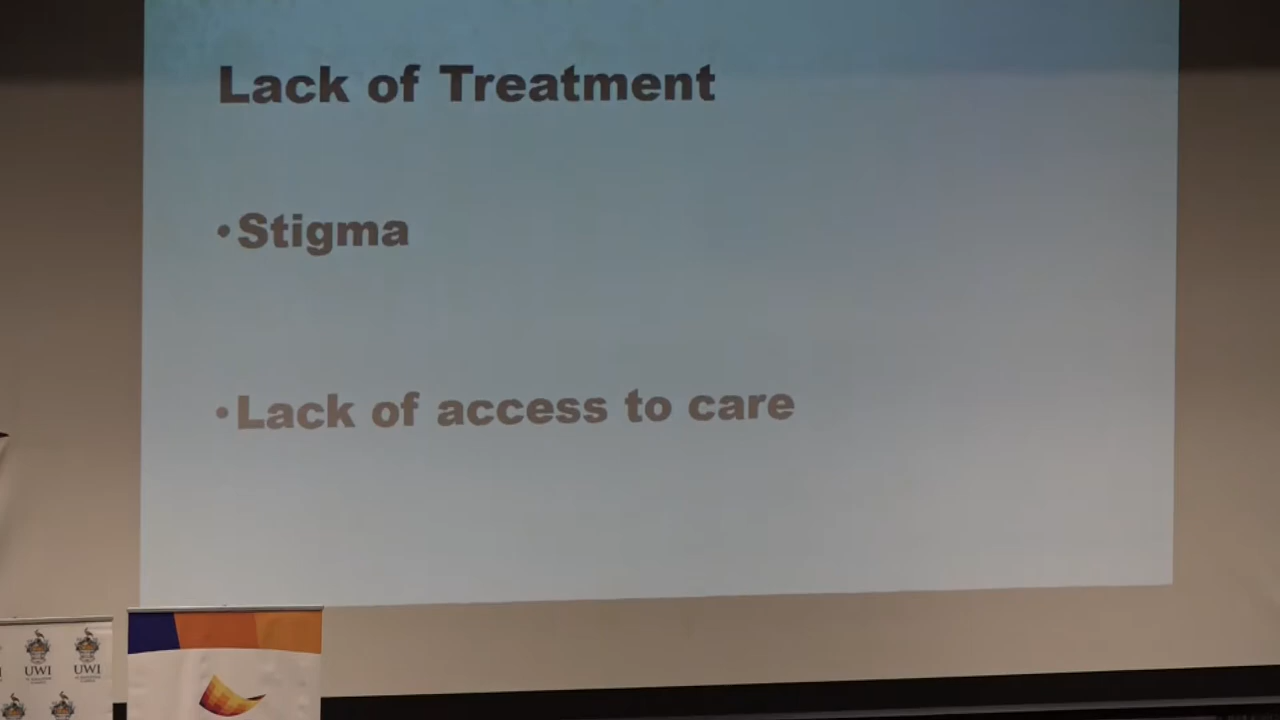 Lack of Treatment
•Stigma
•Lack of access to care
UWI
UWI